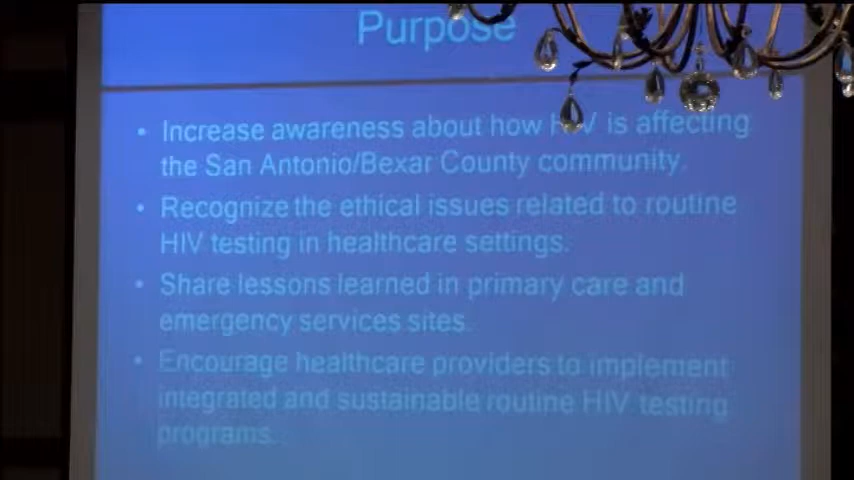 Purpose
• Increase awareness about how HIV is affecting
the San Antonio/Bexar County community.
• Recognize the ethical issues related to routine
HIV testing in healthcare settings.
• Share lessons learned in primary care and
emergency services sites.
• Encourage healthcare providers to implement
integrated and sustainable routine HIV testing
programs.